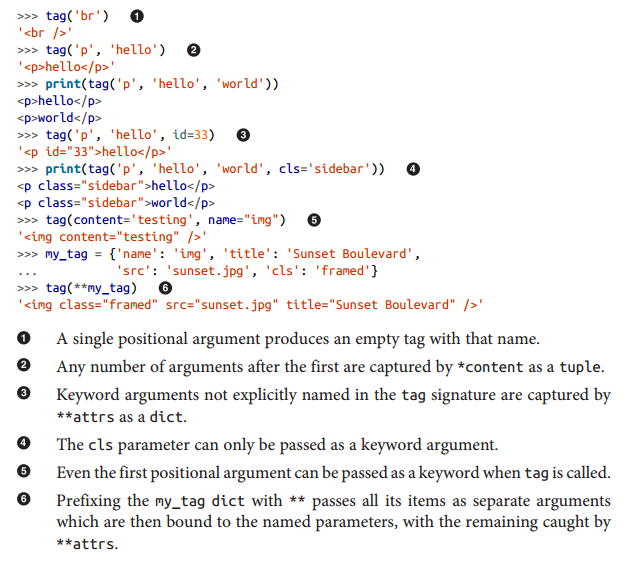 >>> tag('br') ❶
'<br />'
>>> tag('p', 'hello') ❷
'<p>hello</p>'
>>> print(tag('p', 'hello', 'world'))
<p>hello</p>
<p>world</p>
>>> tag('p', 'hello', id=33) ❸
'<p id="33">hello</p>'
>>> print(tag('p', 'hello', 'world', cls='sidebar')) ❹
<p class="sidebar">hello</p>
<p class="sidebar">world</p>
>>> tag(content='testing', name="img") ❺
'<img content="testing" />'
>>> my_tag = {'name': 'img', 'title': 'Sunset Boulevard',
... 'src': 'sunset.jpg', 'cls': 'framed'}
>>> tag(**my_tag) ❻
'<img class="framed" src="sunset.jpg" title="Sunset Boulevard" />'
❶ A single positional argument produces an empty tag with that name.
❷ Any number of arguments after the first are captured by *content as a tuple.
❸ Keyword arguments not explicitly named in the tag signature are captured by
**attrs as a dict.
❹ The cls parameter can only be passed as a keyword argument.
❺ Even the first positional argument can be passed as a keyword when tag is called.
❻ Prefixing the my_tag dict with ** passes all its items as separate arguments
which are then bound to the named parameters, with the remaining caught by
**attrs.